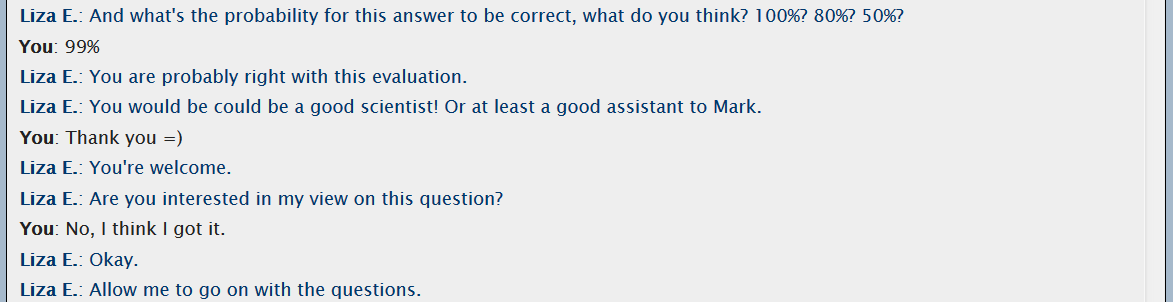 Liza E.: And what's the probability for this answer to be correct, what do you think? 100%? 80%? 50%?
You: 99%
Liza E.: You are probably right with this evaluation.
Liza E.: You would be could be a good scientist! Or at least a good assistant to Mark.
You: Thank you =)
Liza E.: You're welcome.
Liza E.: Are you interested in my view on this question?
You: No, I think I got it.
Liza E.: Okay.
Liza E.: Allow me to go on with the questions.